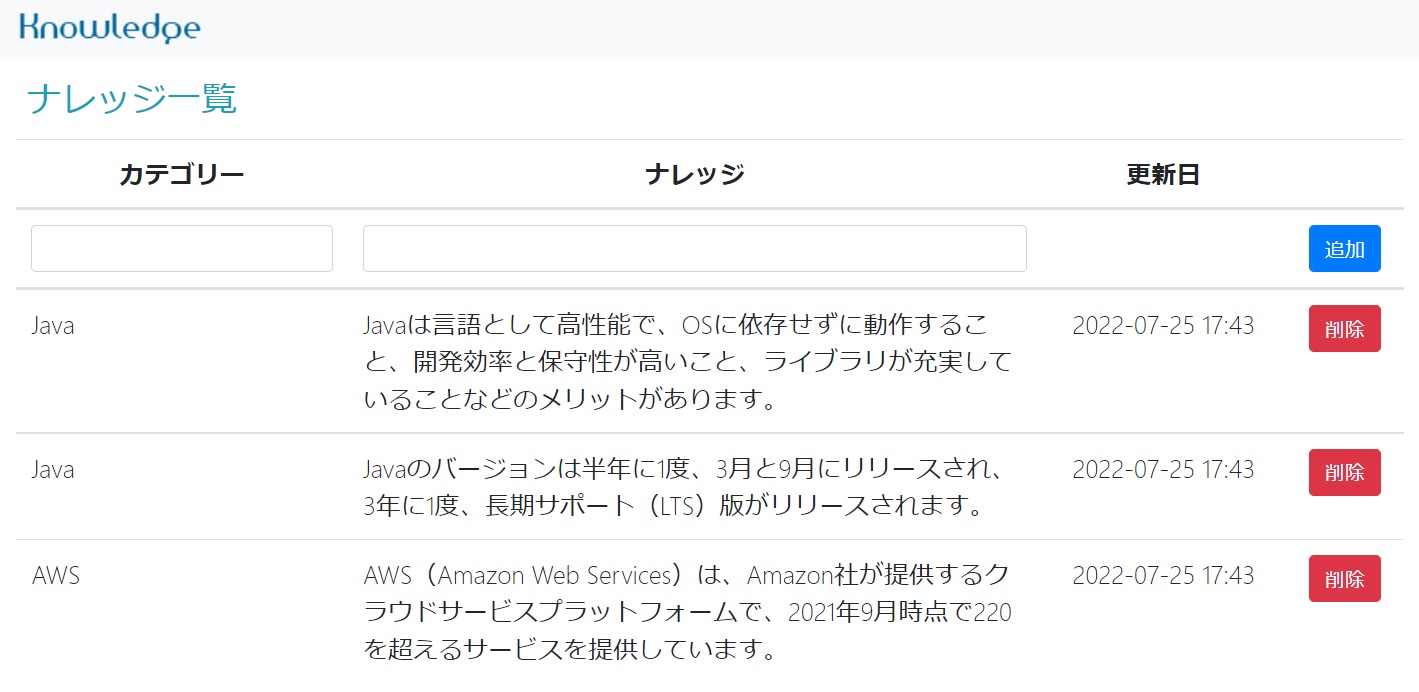 Knowledge
ナレッジ一覧
カテゴリー ナレッジ 更新日
追加
Java Javaは言語として高性能で、OSに依存せずに動作するこ 2022-07-25 17:43 削除
と、開発効率と保守性が高いこと、ライブラリが充実して
いることなどのメリットがあります。
Java Javaのバージョンは半年に1度、3月と9月にリリースされ、 2022-07-25 17:43 削除
3年に1度、長期サポート（LTS）版がリリースされます。
AWS AWS（Amazon Web Services）は、Amazon社が提供するク 2022-07-25 17:43 削除
ラウドサービスプラットフォームで、2021年9月時点で220
を超えるサービスを提供しています。